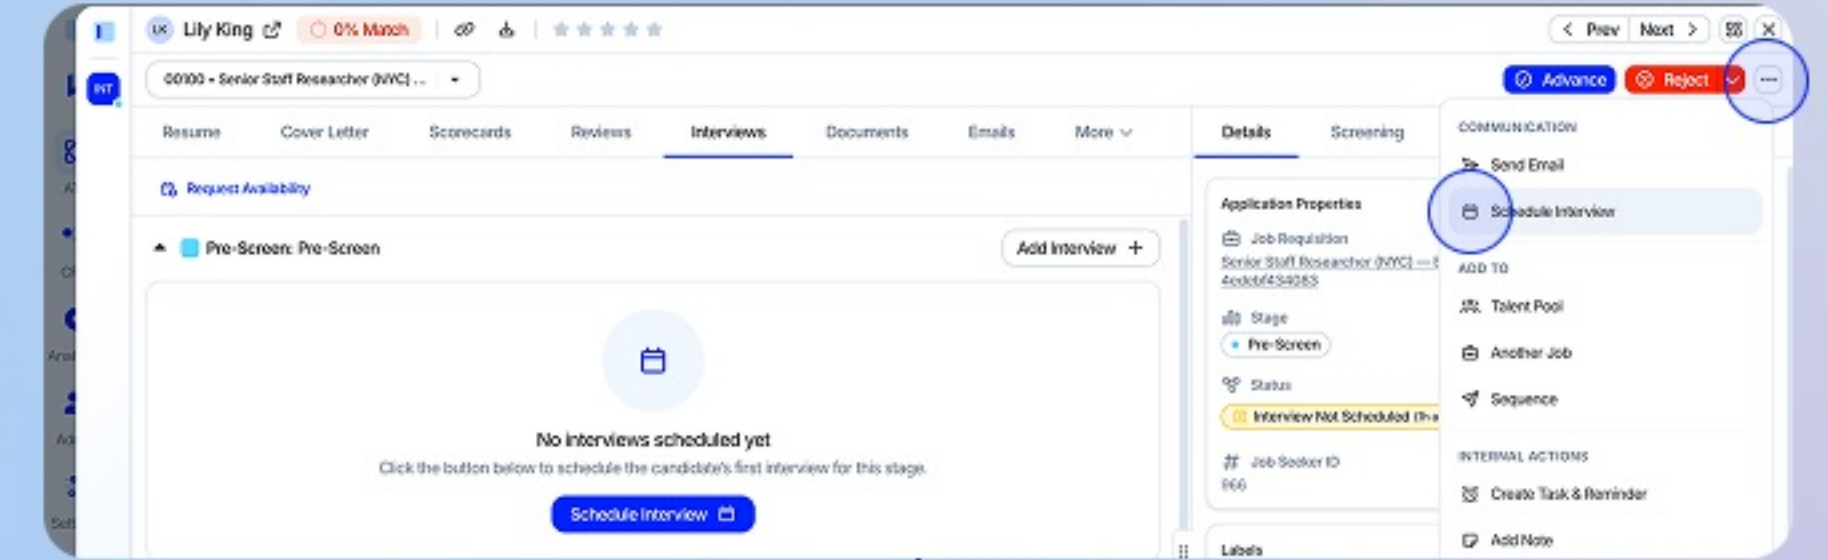 LK Lily King 0% Match
Prev Next
INT
00100 - Senior Staff Researcher (NYC) ...
Advance Reject
Resume Cover Letter Scorecards Reviews Interviews Documents Emails More
Details Screening
Request Availability
Pre-Screen: Pre-Screen
Add Interview +
No interviews scheduled yet
Click the button below to schedule the candidate's first interview for this stage.
Schedule Interview
Application Properties
Job Requisition
Senior Staff Researcher (NYC) —
Stage
Pre-Screen
Status
Interview Not Scheduled
# Job Seeker ID
966
Labels
COMMUNICATION
Send Email
Schedule Interview
ADD TO
Talent Pool
Another Job
Sequence
INTERNAL ACTIONS
Create Task & Reminder
Add Note